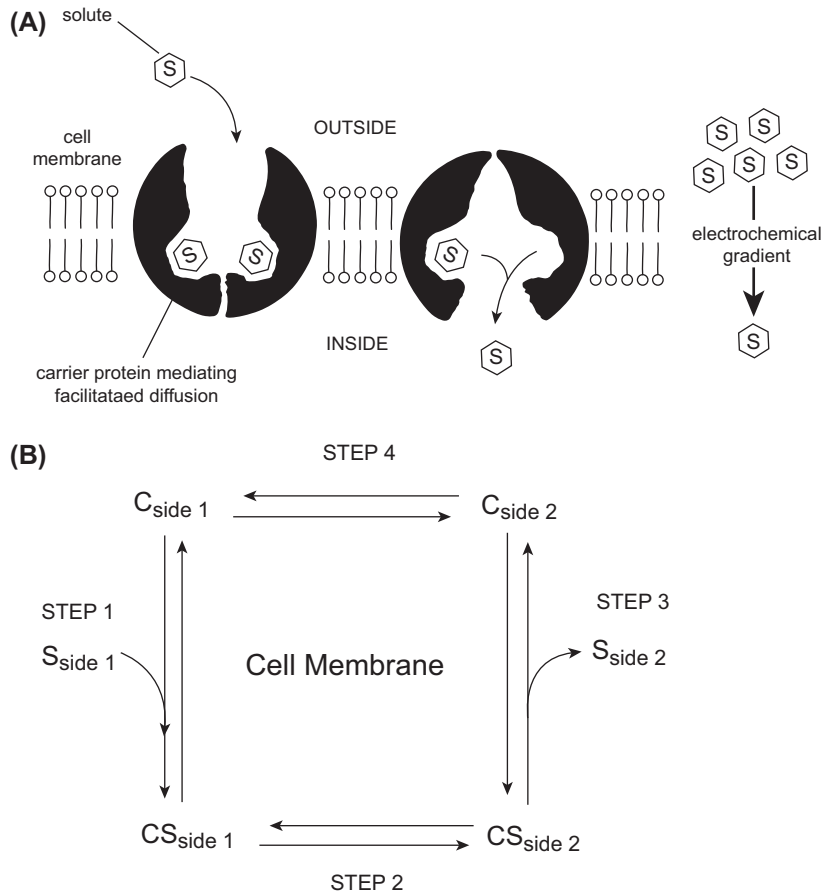 (A)
solute
S
cell
membrane
OUTSIDE
S
S
S
S
S
S
S
S
electrochemical
gradient
INSIDE
S
S
carrier protein mediating
facilitataed diffusion
(B)
STEP 4
Cside 1
Cside 2
STEP 1
STEP 3
Sside 1
Cell Membrane
Sside 2
CSside 1
CSside 2
STEP 2